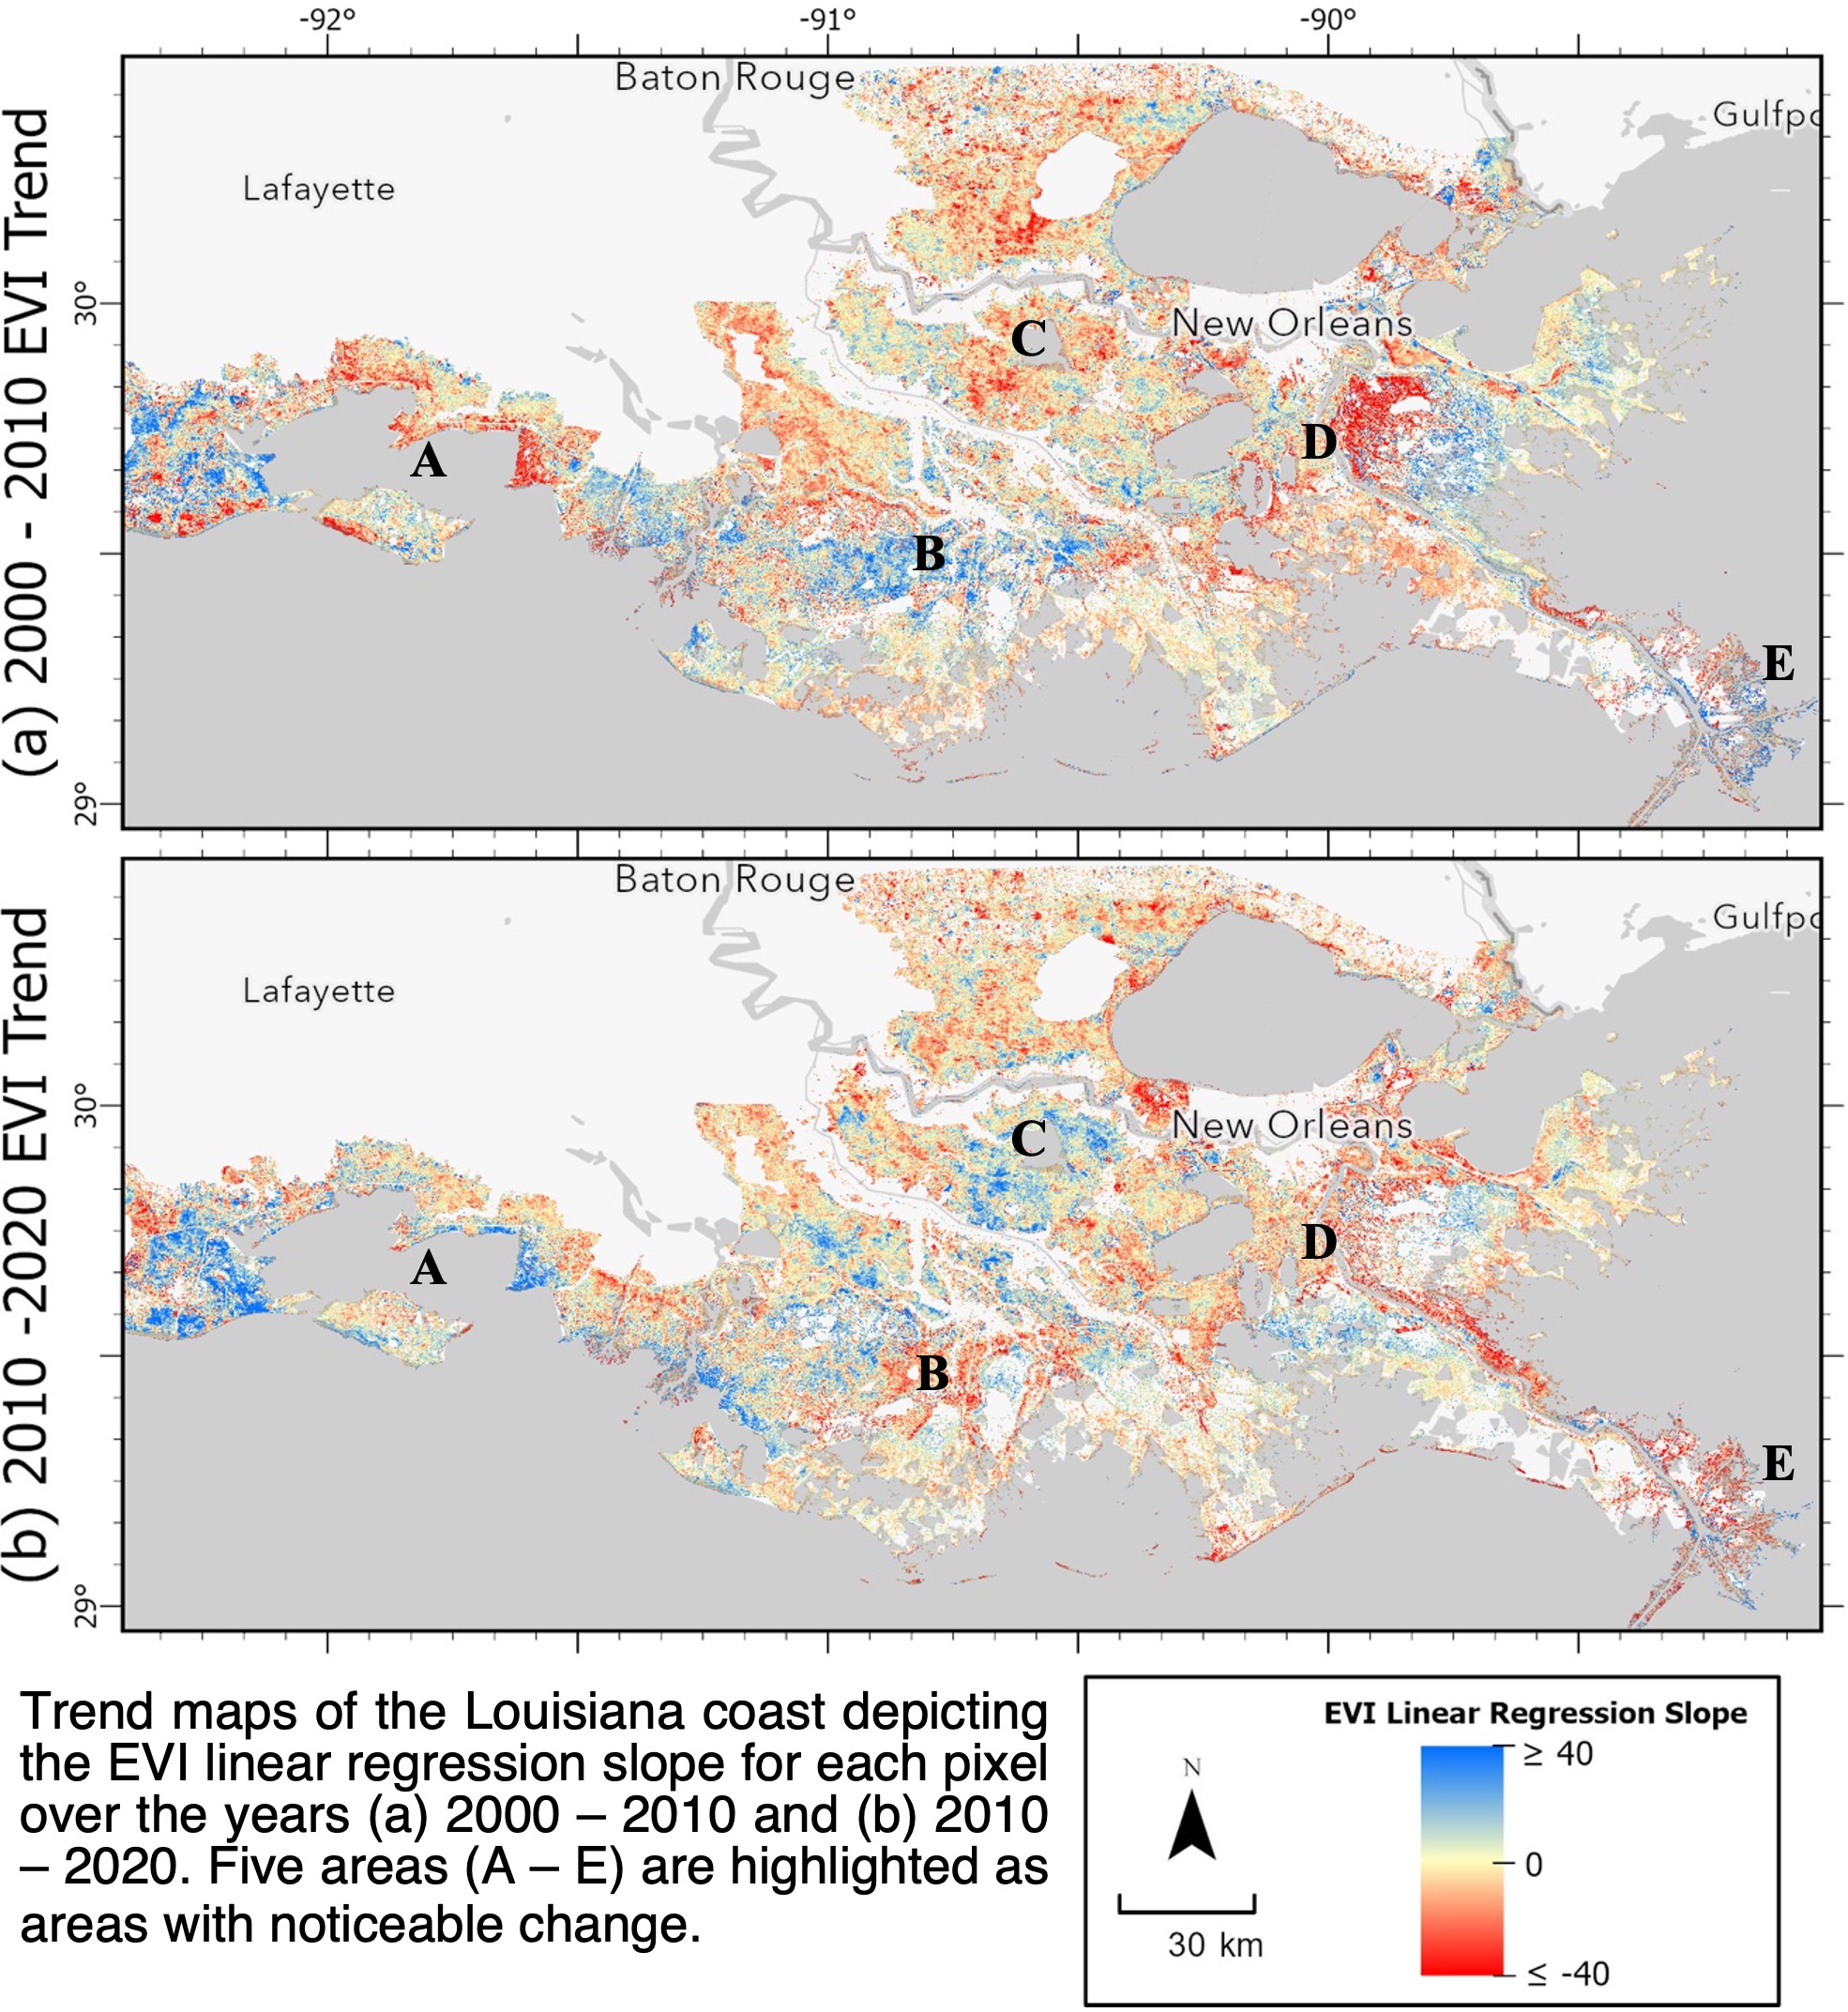 -92° -91° -90°
(a) 2000 - 2010 EVI Trend
30°
29°
Baton Rouge
Gulfpo
Lafayette
New Orleans
C
A
D
B
E
(b) 2010 -2020 EVI Trend
30°
29°
Baton Rouge
Gulfpo
Lafayette
New Orleans
C
A
D
B
E
Trend maps of the Louisiana coast depicting
the EVI linear regression slope for each pixel
over the years (a) 2000 – 2010 and (b) 2010
– 2020. Five areas (A – E) are highlighted as
areas with noticeable change.
EVI Linear Regression Slope
N
30 km
≥ 40
0
≤ -40